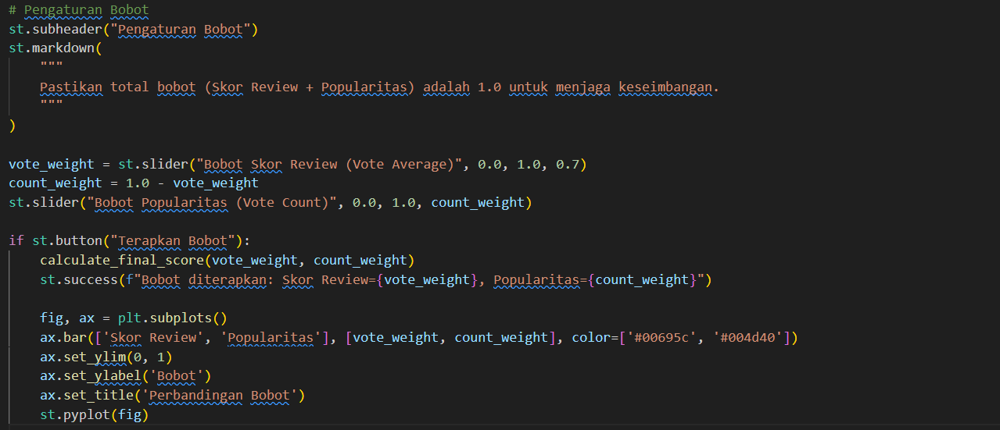 # Pengaturan Bobot
st.subheader("Pengaturan Bobot")
st.markdown(
    """
    Pastikan total bobot (Skor Review + Popularitas) adalah 1.0 untuk menjaga keseimbangan.
    """
)

vote_weight = st.slider("Bobot Skor Review (Vote Average)", 0.0, 1.0, 0.7)
count_weight = 1.0 - vote_weight
st.slider("Bobot Popularitas (Vote Count)", 0.0, 1.0, count_weight)

if st.button("Terapkan Bobot"):
    calculate_final_score(vote_weight, count_weight)
    st.success(f"Bobot diterapkan: Skor Review={vote_weight}, Popularitas={count_weight}")

    fig, ax = plt.subplots()
    ax.bar(['Skor Review', 'Popularitas'], [vote_weight, count_weight], color=['#00695c', '#004d40'])
    ax.set_ylim(0, 1)
    ax.set_ylabel('Bobot')
    ax.set_title('Perbandingan Bobot')
    st.pyplot(fig)